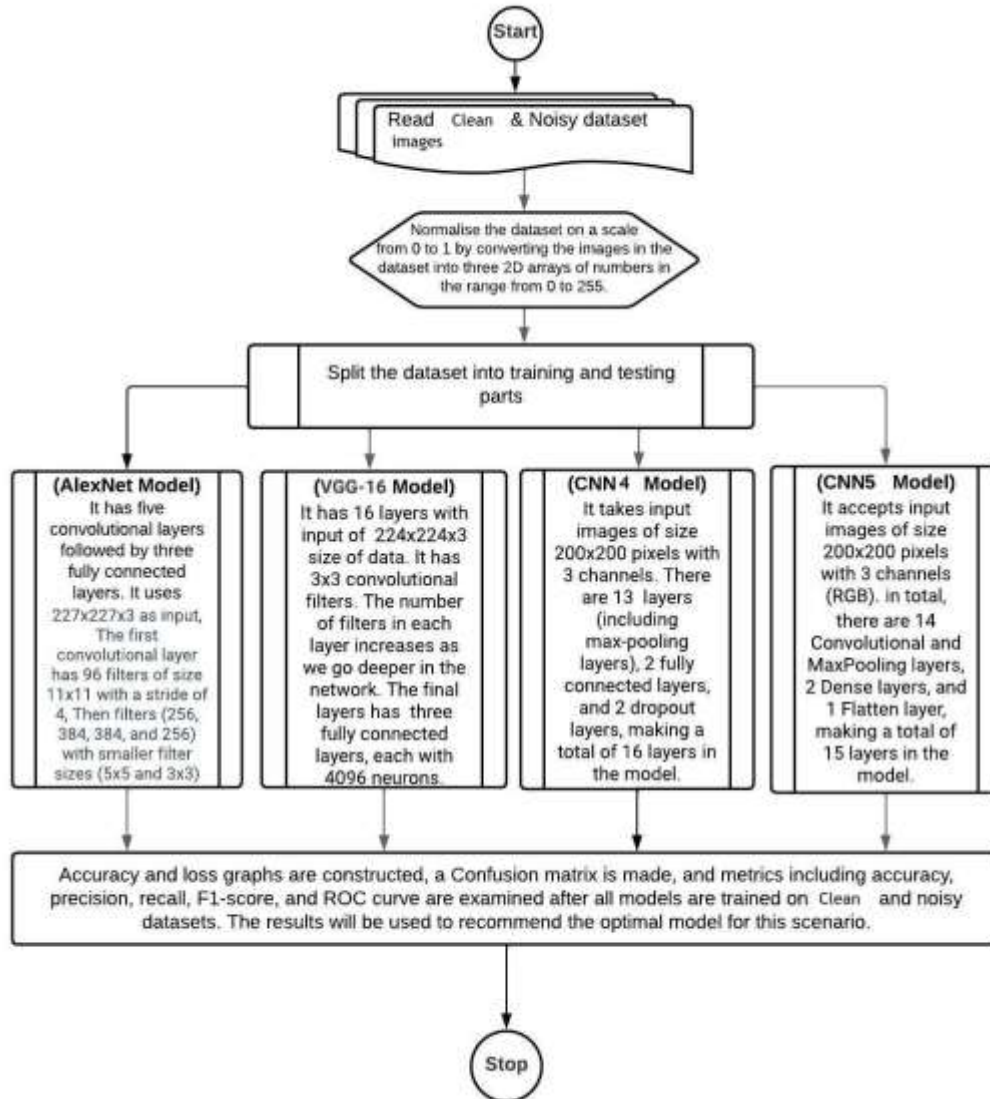 Start
Read Clean & Noisy dataset
images
Normalise the dataset on a scale
from 0 to 1 by converting the images in the
dataset into three 2D arrays of numbers in
the range from 0 to 255.
Split the dataset into training and testing
parts
(AlexNet Model)
It has five
convolutional layers
followed by three
fully connected
layers. It uses
227x227x3 as input,
The first
convolutional layer
has 96 filters of size
11x11 with a stride of
4, Then filters (256,
384, 384, and 256)
with smaller filter
sizes (5x5 and 3x3)
(VGG-16 Model)
It has 16 layers with
input of 224x224x3
size of data. It has
3x3 convolutional
filters. The number
of filters in each
layer increases as
we go deeper in the
network. The final
layers has three
fully connected
layers, each with
4096 neurons.
(CNN4 Model)
It takes input
images of size
200x200 pixels with
3 channels. There
are 13 layers
(including
max-pooling
layers), 2 fully
connected layers,
and 2 dropout
layers, making a
total of 16 layers in
the model.
(CNN5 Model)
It accepts input
images of size
200x200 pixels
with 3 channels
(RGB). in total,
there are 14
Convolutional and
MaxPooling layers,
2 Dense layers, and
1 Flatten layer,
making a total of
15 layers in the
model.
Accuracy and loss graphs are constructed, a Confusion matrix is made, and metrics including accuracy,
precision, recall, F1-score, and ROC curve are examined after all models are trained on Clean and noisy
datasets. The results will be used to recommend the optimal model for this scenario.
Stop